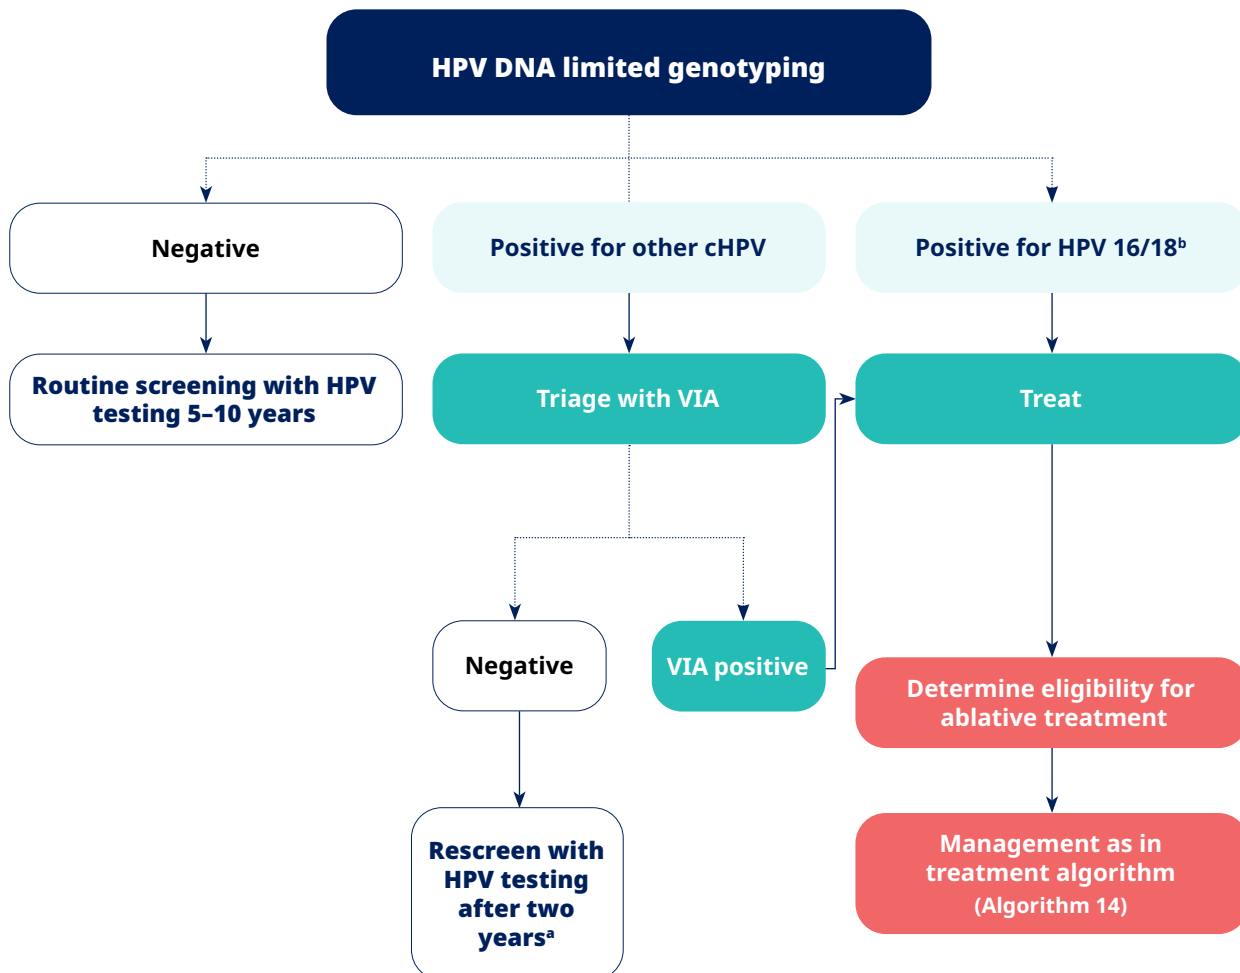 HPV DNA limited genotyping
Negative
Positive for other cHPV
Positive for HPV 16/18ᵇ
Routine screening with HPV
testing 5–10 years
Triage with VIA
Treat
Negative
VIA positive
Determine eligibility for
ablative treatment
Rescreen with
HPV testing
after two
yearsᵃ
Management as in
treatment algorithm
(Algorithm 14)